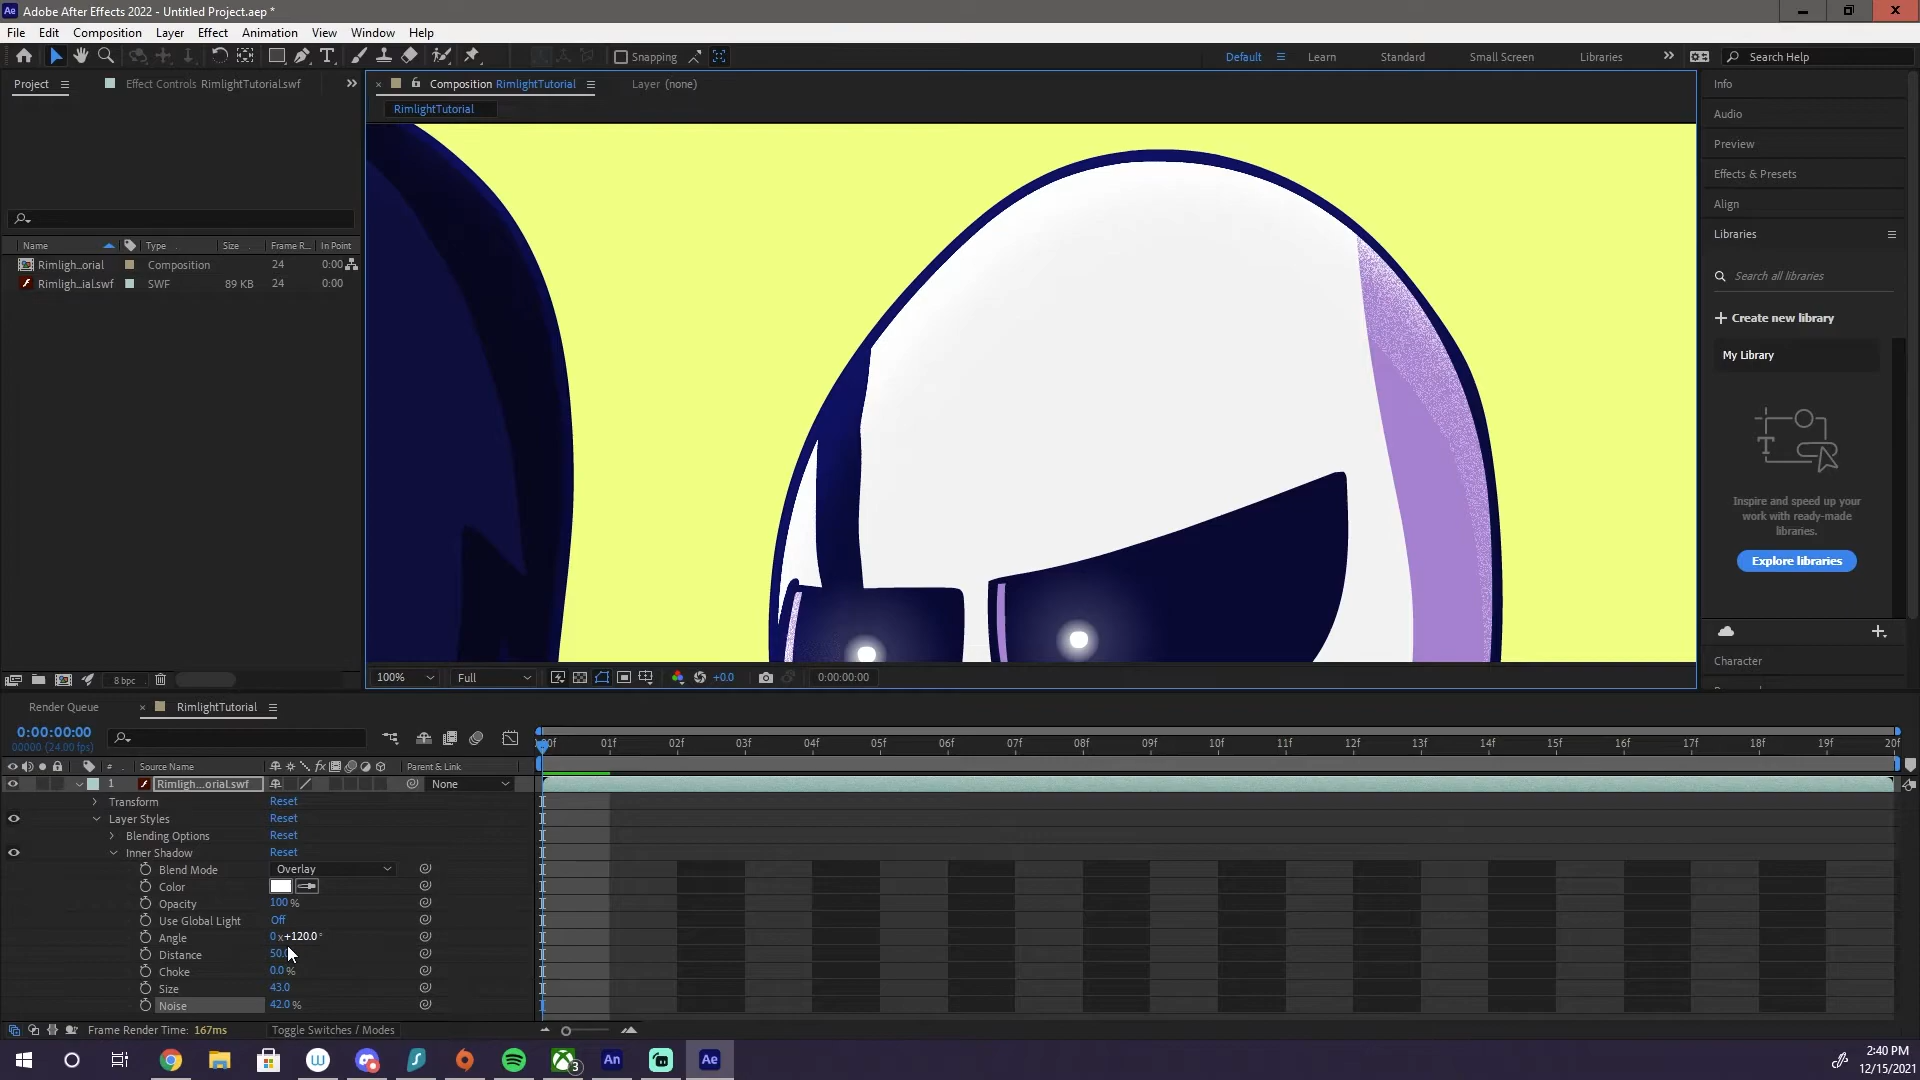 Ae Adobe After Effects 2022 - Untitled Project.aep *
File Edit Composition Layer Effect Animation View Window Help
Snapping
Default Learn Standard Small Screen Libraries
Search Help
Project Effect Controls RimlightTutorial.swf
Composition RimlightTutorial
Layer (none)
RimlightTutorial
Info
Audio
Preview
Effects & Presets
Align
Libraries
Search all libraries
Create new library
My Library
Inspire and speed up your
work with ready-made
libraries.
Explore libraries
Character
Name Type Size Frame R... In Point
Rimligh..orial Composition 24 0:00
Rimligh..ial.swf SWF 89 KB 24 0:00
8 bpc
100% Full +0.0 0:00:00:00
Render Queue RimlightTutorial
0:00:00:00
00000 (24.00 fps)
01f 02f 03f 04f 05f 06f 07f 08f 09f 10f 11f 12f 13f 14f 15f 16f 17f 18f 19f 20f
# Source Name fx Parent & Link
1 Rimligh...orial.swf None
Transform Reset
Layer Styles Reset
Blending Options Reset
Inner Shadow Reset
Blend Mode Overlay
Color
Opacity 100 %
Use Global Light Off
Angle 0 x+120.0 °
Distance
Choke 0.0 %
Size 43.0
Noise 42.0 %
Frame Render Time: 167ms Toggle Switches / Modes
An Ae
3
2:40 PM
12/15/2021